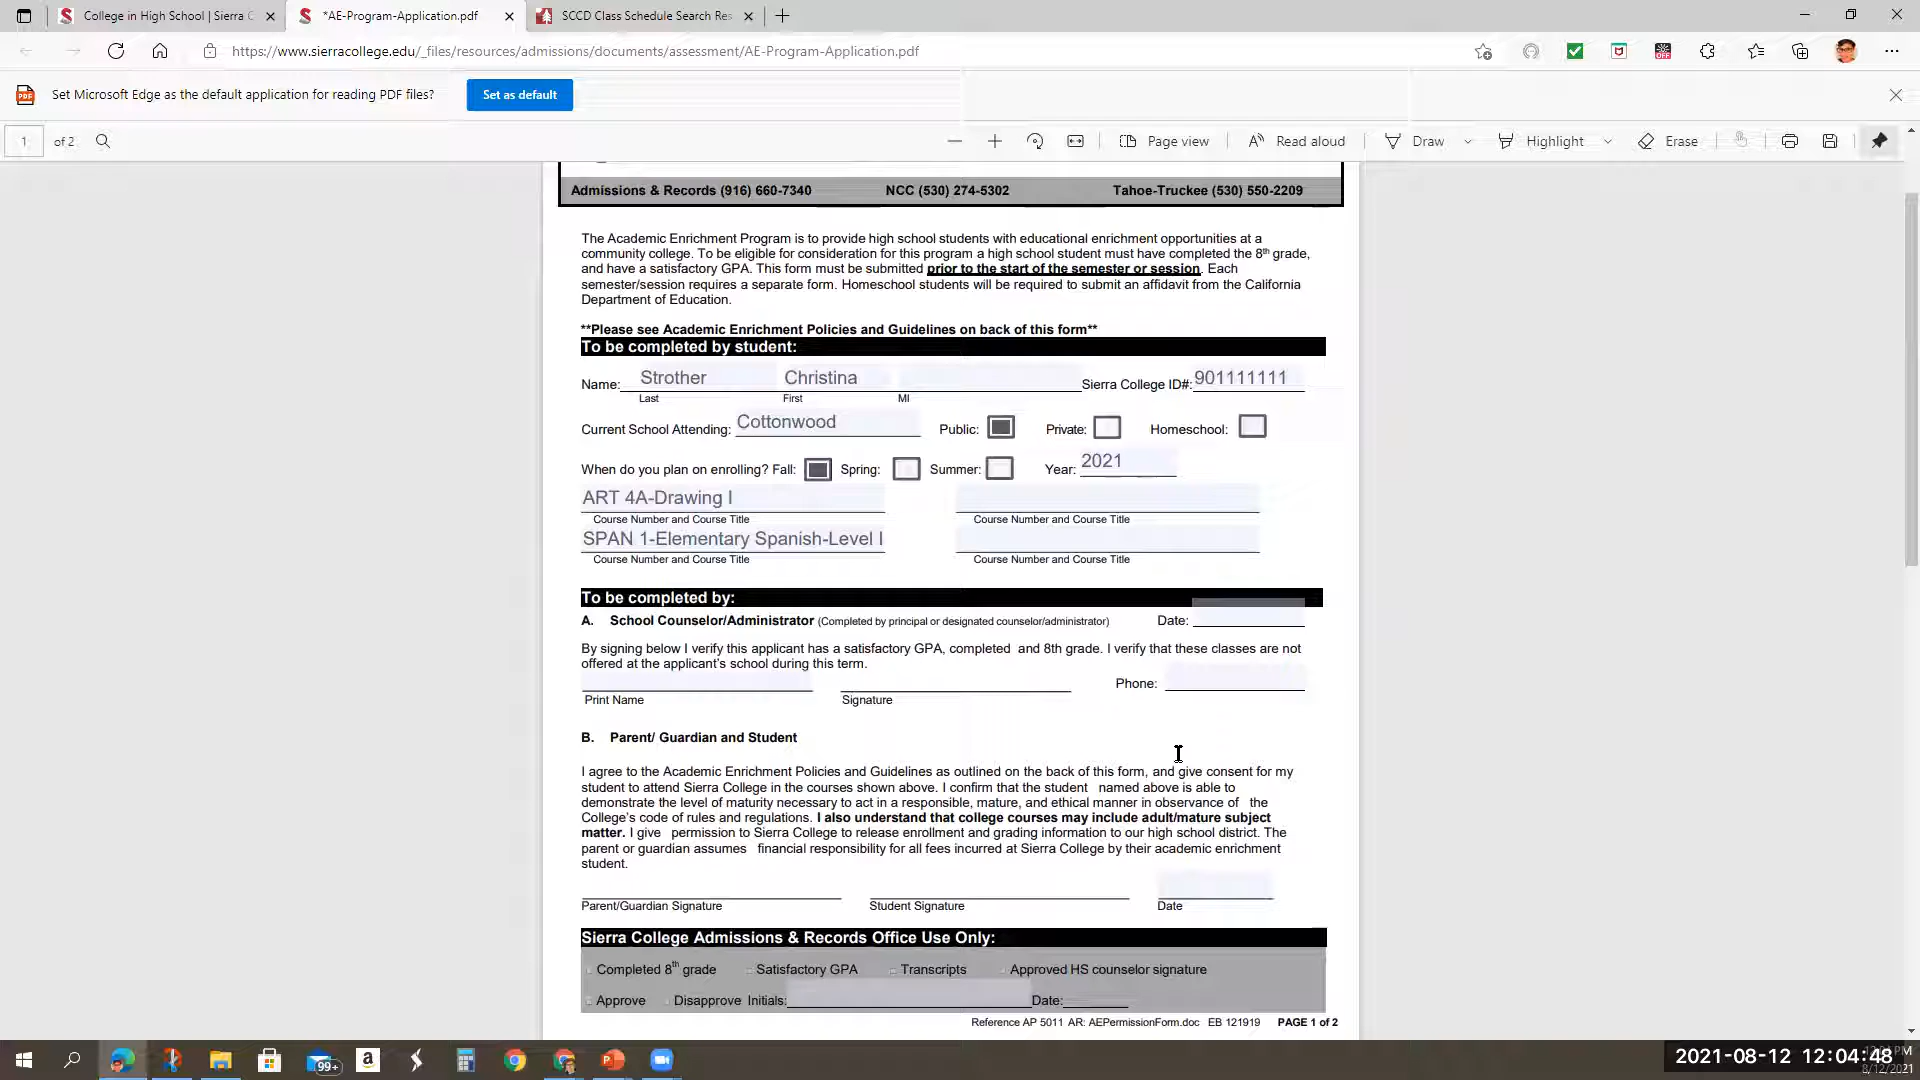 College in High School | Sierra C
*AE-Program-Application.pdf
SCCD Class Schedule Search Res
https://www.sierracollege.edu/_files/resources/admissions/documents/assessment/AE-Program-Application.pdf
Set Microsoft Edge as the default application for reading PDF files?
Set as default
1 of 2
Page view
Read aloud
Draw
Highlight
Erase
Admissions & Records (916) 660-7340 NCC (530) 274-5302 Tahoe-Truckee (530) 550-2209
The Academic Enrichment Program is to provide high school students with educational enrichment opportunities at a
community college. To be eligible for consideration for this program a high school student must have completed the 8th grade,
and have a satisfactory GPA. This form must be submitted prior to the start of the semester or session. Each
semester/session requires a separate form. Homeschool students will be required to submit an affidavit from the California
Department of Education.
**Please see Academic Enrichment Policies and Guidelines on back of this form**
To be completed by student:
Name: Strother Christina Sierra College ID#: 901111111
Last First MI
Current School Attending: Cottonwood Public: Private: Homeschool:
When do you plan on enrolling? Fall: Spring: Summer: Year: 2021
ART 4A-Drawing I
Course Number and Course Title Course Number and Course Title
SPAN 1-Elementary Spanish-Level I
Course Number and Course Title Course Number and Course Title
To be completed by:
A. School Counselor/Administrator (Completed by principal or designated counselor/administrator) Date:
By signing below I verify this applicant has a satisfactory GPA, completed and 8th grade. I verify that these classes are not
offered at the applicant's school during this term.
Phone:
Print Name Signature
B. Parent/ Guardian and Student
I agree to the Academic Enrichment Policies and Guidelines as outlined on the back of this form, and give consent for my
student to attend Sierra College in the courses shown above. I confirm that the student named above is able to
demonstrate the level of maturity necessary to act in a responsible, mature, and ethical manner in observance of the
College's code of rules and regulations. I also understand that college courses may include adult/mature subject
matter. I give permission to Sierra College to release enrollment and grading information to our high school district. The
parent or guardian assumes financial responsibility for all fees incurred at Sierra College by their academic enrichment
student.
Parent/Guardian Signature Student Signature Date
Sierra College Admissions & Records Office Use Only:
Completed 8th grade Satisfactory GPA Transcripts Approved HS counselor signature
Approve Disapprove Initials: Date:
Reference AP 5011 AR: AEPermissionForm.doc EB 121919 PAGE 1 of 2
99+
2021-08-12 12:04:48
8/12/2021